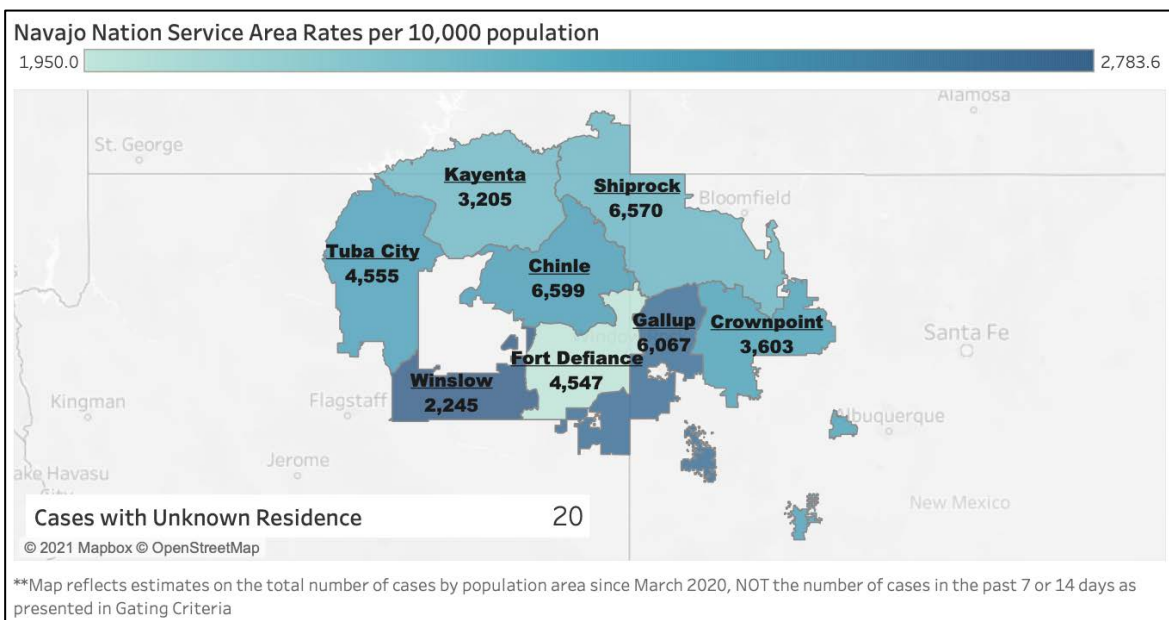 Navajo Nation Service Area Rates per 10,000 population
1,950.0
2,783.6
Alamosa
St. George
Kayenta
3,205
Shiprock
6,570
Bloomfield
Tuba City
4,555
Chinle
6,599
Gallup
6,067
Crownpoint
3,603
Santa Fe
Fort Defiance
4,547
Winslow
2,245
Kingman
Flagstaff
Albuquerque
Jerome
ake Havasu
City
New Mexico
Cases with Unknown Residence 20
© 2021 Mapbox © OpenStreetMap
**Map reflects estimates on the total number of cases by population area since March 2020, NOT the number of cases in the past 7 or 14 days as
presented in Gating Criteria